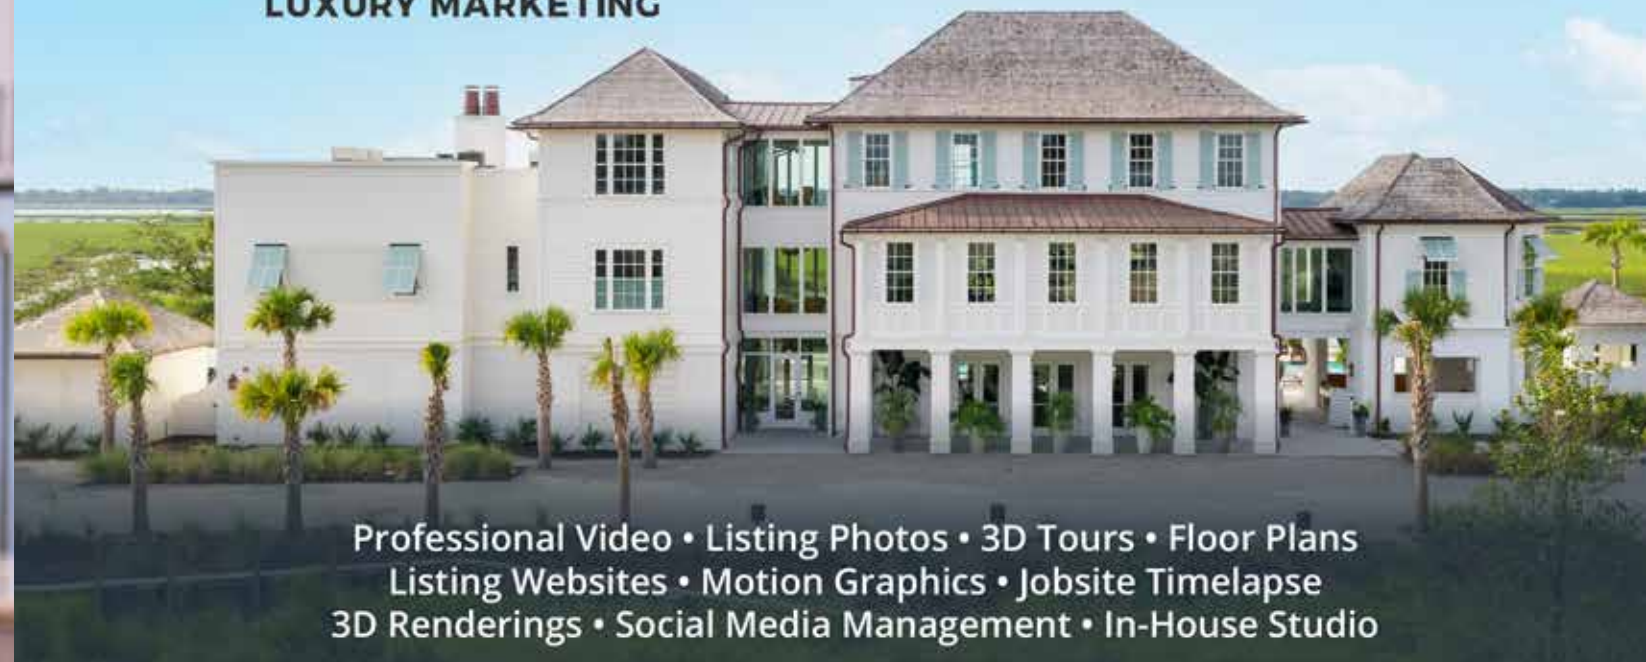 LUXURY MARKETING
Professional Video • Listing Photos • 3D Tours • Floor Plans
Listing Websites • Motion Graphics • Jobsite Timelapse
3D Renderings • Social Media Management • In-House Studio